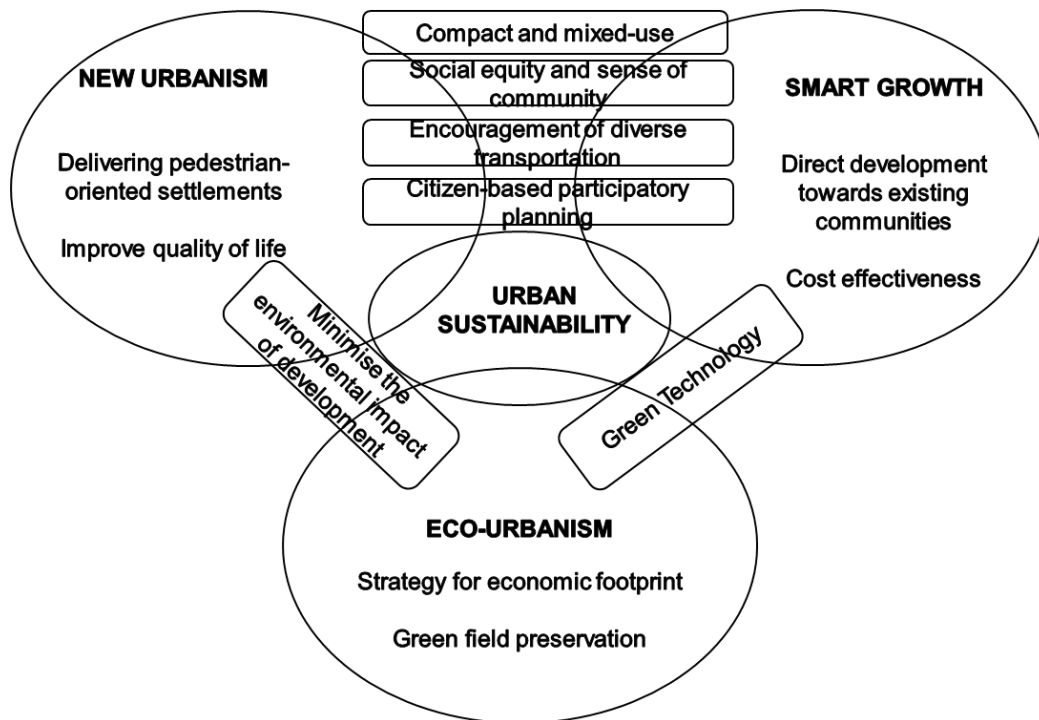 Compact and mixed-use
Social equity and sense of
community
Encouragement of diverse
transportation
Citizen-based participatory
planning
NEW URBANISM
Delivering pedestrian-
oriented settlements
Improve quality of life
SMART GROWTH
Direct development
towards existing
communities
Cost effectiveness
URBAN
SUSTAINABILITY
Minimise the
environmental impact
of development
Green Technology
ECO-URBANISM
Strategy for economic footprint
Green field preservation